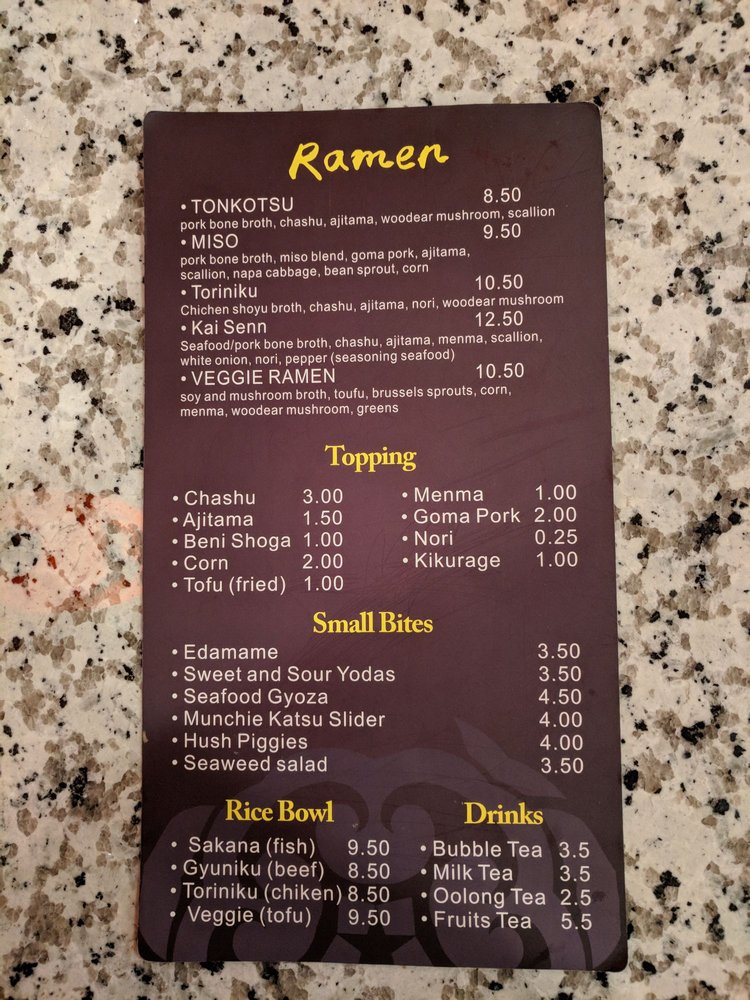 Ramen
• TONKOTSU 8.50
pork bone broth, chashu, ajitama, woodear mushroom, scallion
• MISO 9.50
pork bone broth, miso blend, goma pork, ajitama,
scallion, napa cabbage, bean sprout, corn
• Toriniku 10.50
Chichen shoyu broth, chashu, ajitama, nori, woodear mushroom
• Kai Senn 12.50
Seafood/pork bone broth, chashu, ajitama, menma, scallion,
white onion, nori, pepper (seasoning seafood)
• VEGGIE RAMEN 10.50
soy and mushroom broth, toufu, brussels sprouts, corn,
menma, woodear mushroom, greens
Topping
• Chashu 3.00
• Ajitama 1.50
• Beni Shoga 1.00
• Corn 2.00
• Tofu (fried) 1.00
• Menma 1.00
• Goma Pork 2.00
• Nori 0.25
• Kikurage 1.00
Small Bites
• Edamame 3.50
• Sweet and Sour Yodas 3.50
• Seafood Gyoza 4.50
• Munchie Katsu Slider 4.00
• Hush Piggies 4.00
• Seaweed salad 3.50
Rice Bowl
• Sakana (fish) 9.50
• Gyuniku (beef) 8.50
• Toriniku (chiken) 8.50
• Veggie (tofu) 9.50
Drinks
• Bubble Tea 3.5
• Milk Tea 3.5
• Oolong Tea 2.5
• Fruits Tea 5.5